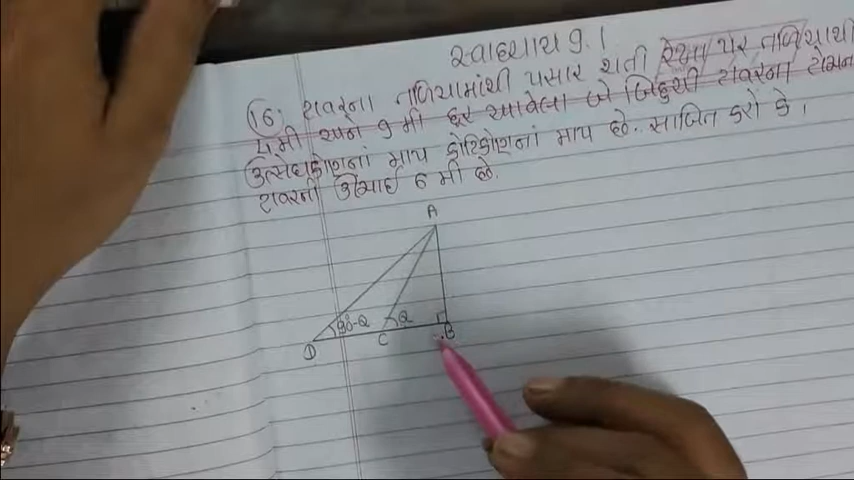 સ્વાધ્યાય 9.1
(16) ટાવરના તળિયામાંથી પસાર થતી રેખા પર તળિયાથી
4 મી અને 9 મી દૂર આવેલા બે બિંદુથી ટાવરના ટોચના
ઉત્સેધકોણનાં માપ કોટિકોણનાં માપ છે. સાબિત કરો કે,
ટાવરની ઊંચાઈ 6 મી છે.
A
90-Q Q
D C B